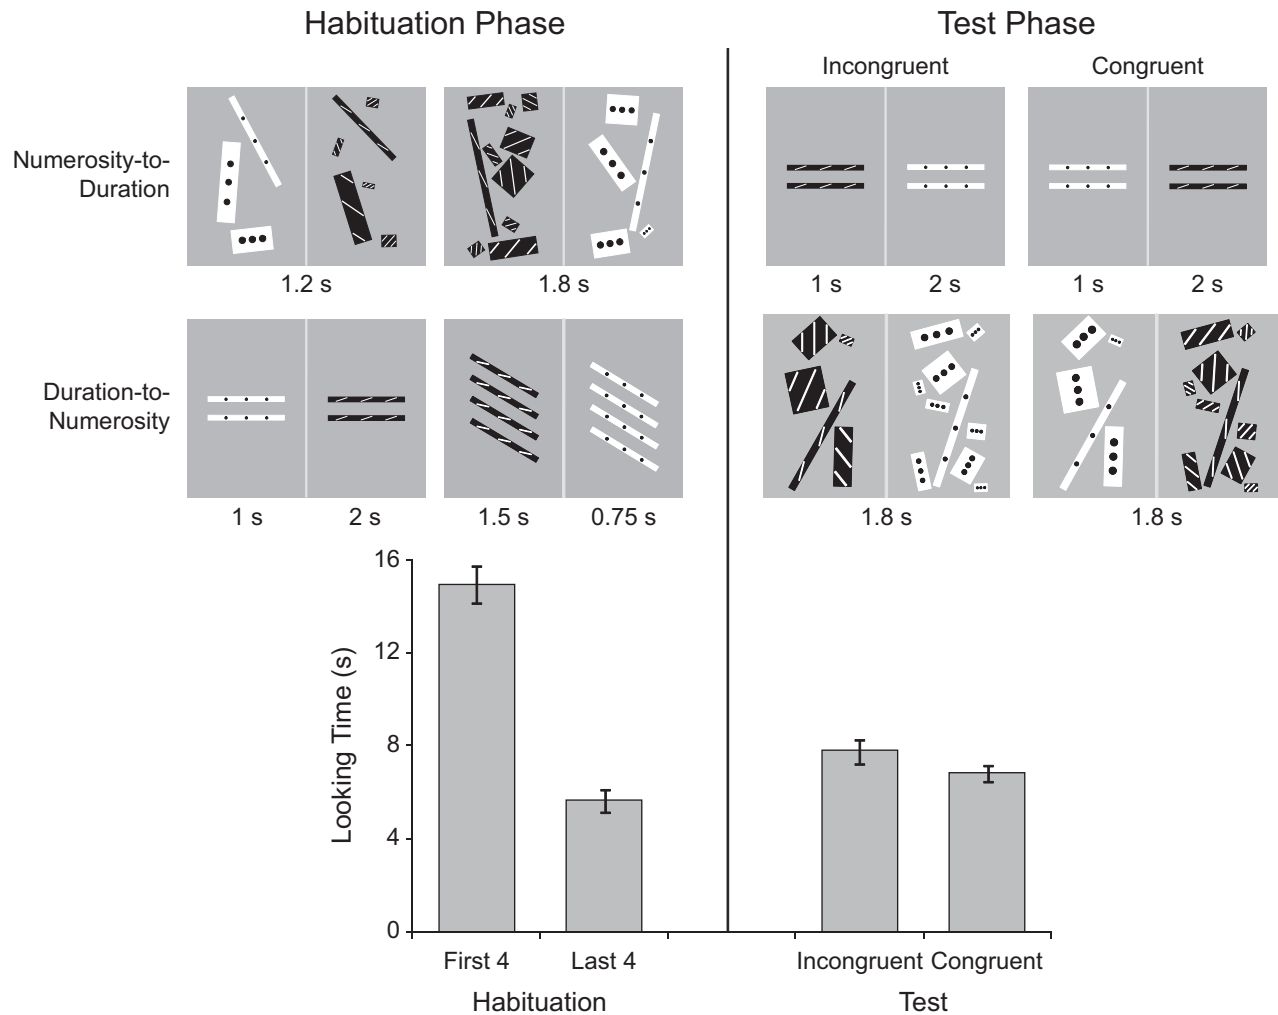 Habituation Phase
Test Phase
Incongruent
Congruent
Numerosity-to-
Duration
1.2 s
1.8 s
1 s
2 s
1 s
2 s
Duration-to-
Numerosity
1 s
2 s
1.5 s
0.75 s
1.8 s
1.8 s
Looking Time (s)
16
12
8
4
0
First 4
Last 4
Incongruent
Congruent
Habituation
Test